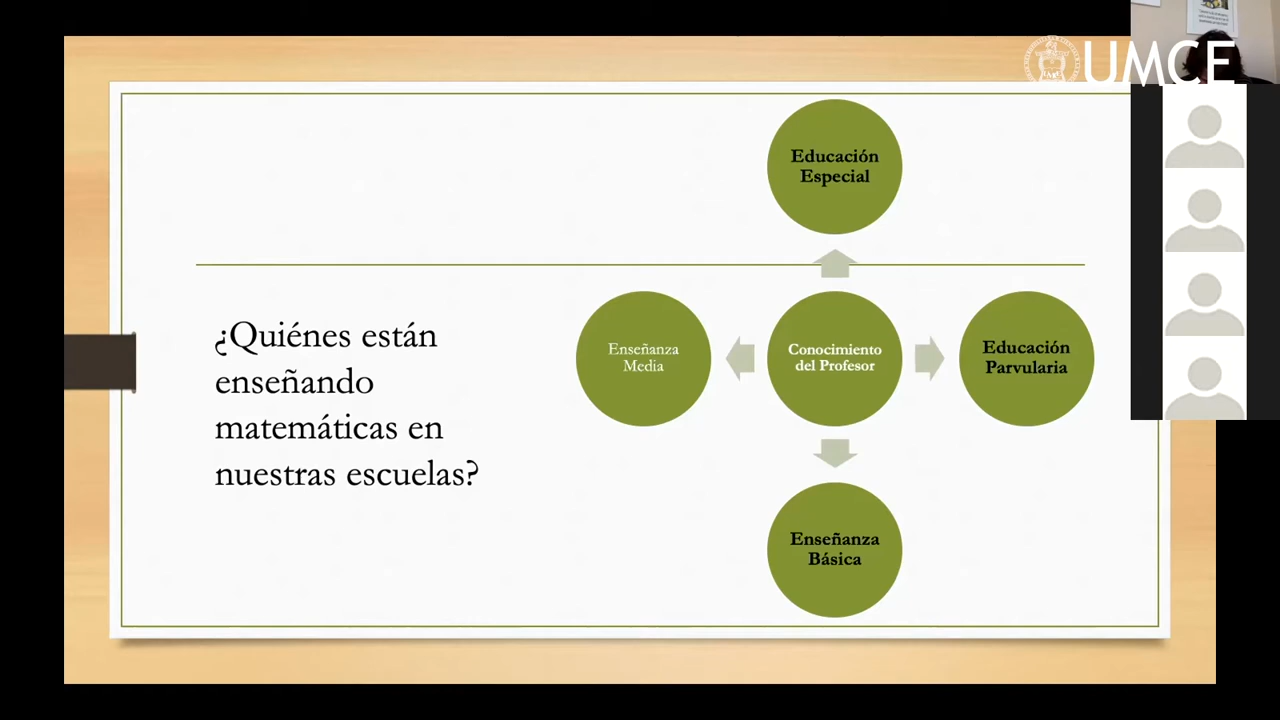 UMCE
Educación
Especial
¿Quiénes están
enseñando
matemáticas en
nuestras escuelas?
Enseñanza
Media
Conocimiento
del Profesor
Educación
Parvularia
Enseñanza
Básica